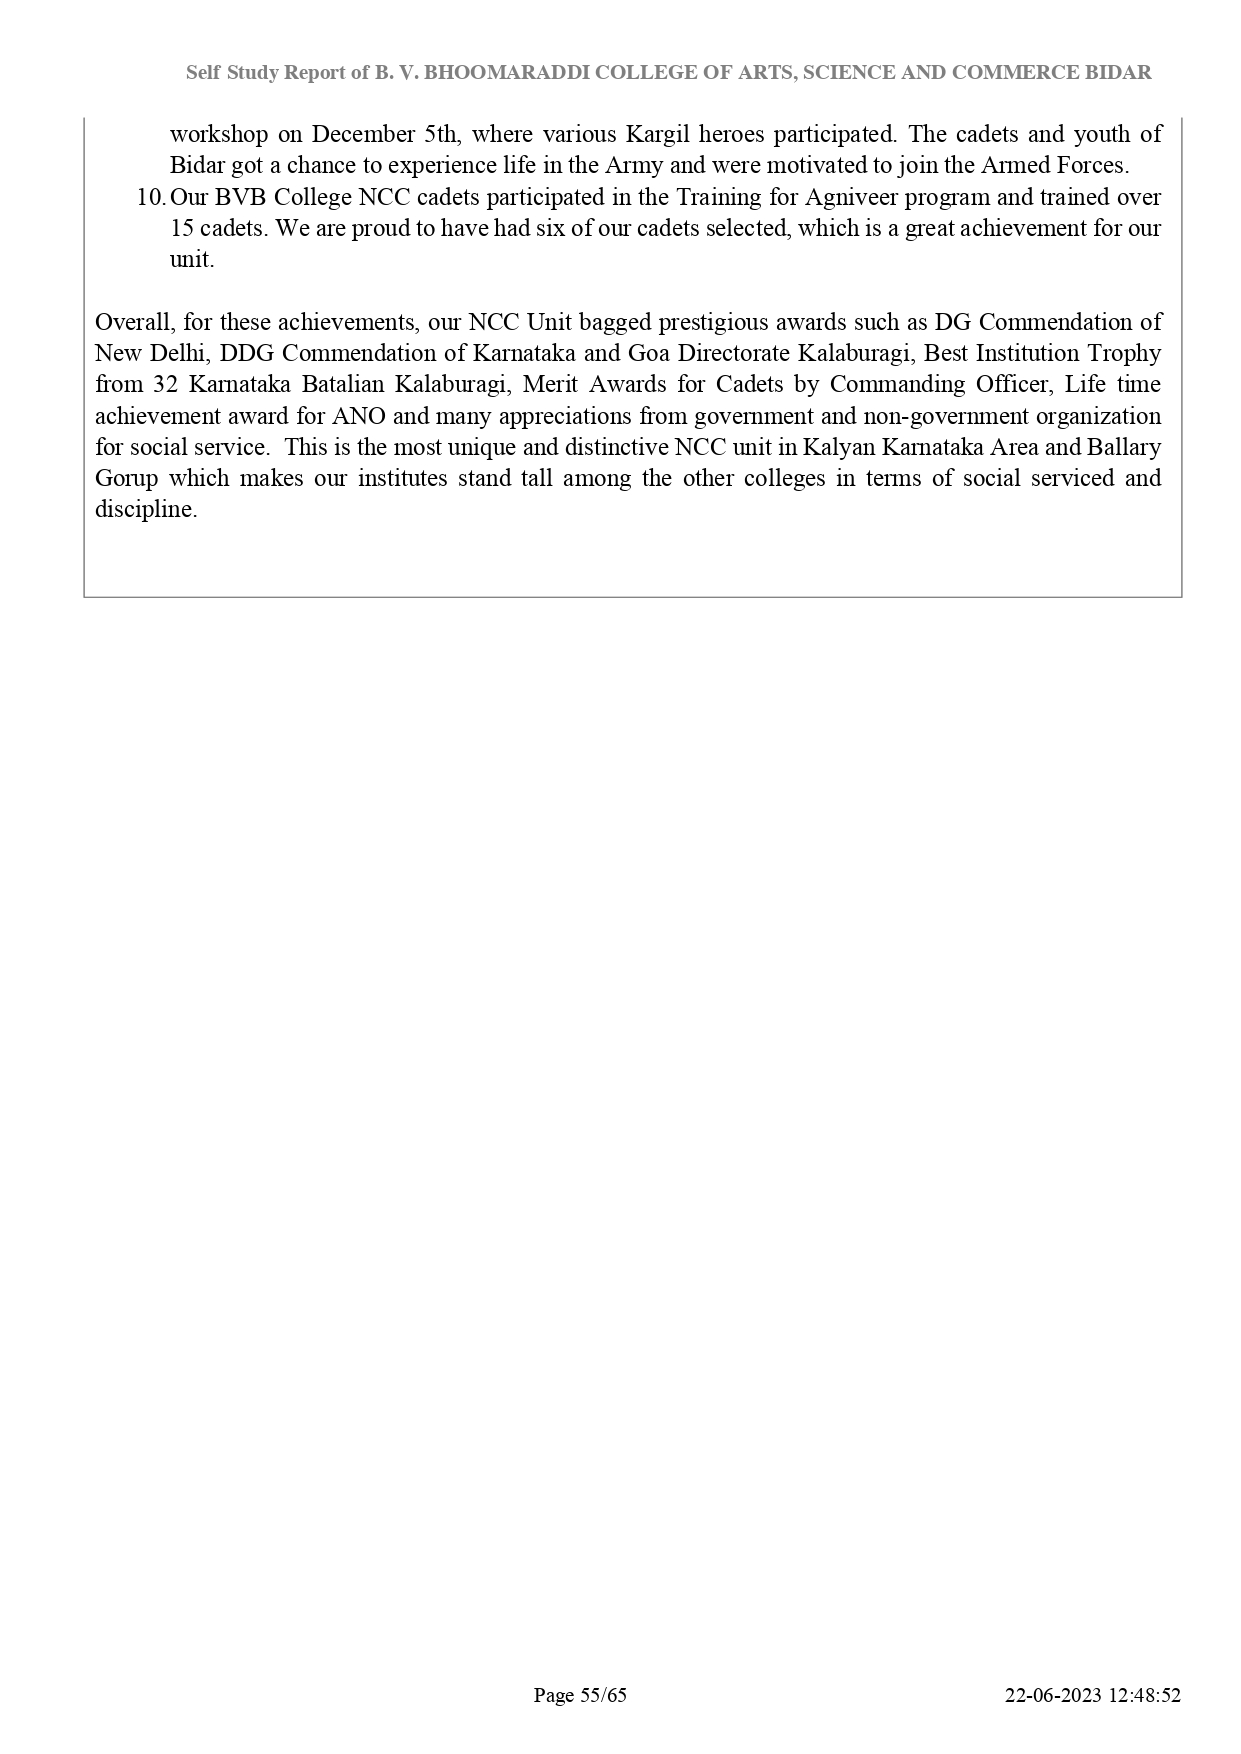 Self Study Report of B. V. BHOOMARADDI COLLEGE OF ARTS, SCIENCE AND COMMERCE BIDAR
workshop on December 5th, where various Kargil heroes participated. The cadets and youth of
Bidar got a chance to experience life in the Army and were motivated to join the Armed Forces.
10. Our BVB College NCC cadets participated in the Training for Agniveer program and trained over
15 cadets. We are proud to have had six of our cadets selected, which is a great achievement for our
unit.
Overall, for these achievements, our NCC Unit bagged prestigious awards such as DG Commendation of
New Delhi, DDG Commendation of Karnataka and Goa Directorate Kalaburagi, Best Institution Trophy
from 32 Karnataka Batalian Kalaburagi, Merit Awards for Cadets by Commanding Officer, Life time
achievement award for ANO and many appreciations from government and non-government organization
for social service.  This is the most unique and distinctive NCC unit in Kalyan Karnataka Area and Ballary
Gorup which makes our institutes stand tall among the other colleges in terms of social serviced and
discipline.
Page 55/65
22-06-2023 12:48:52